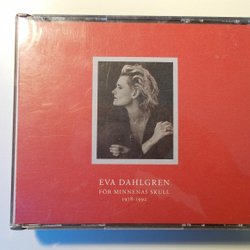 EVA DAHLGREN
FÖR MINNENAS SKULL
1978-1992